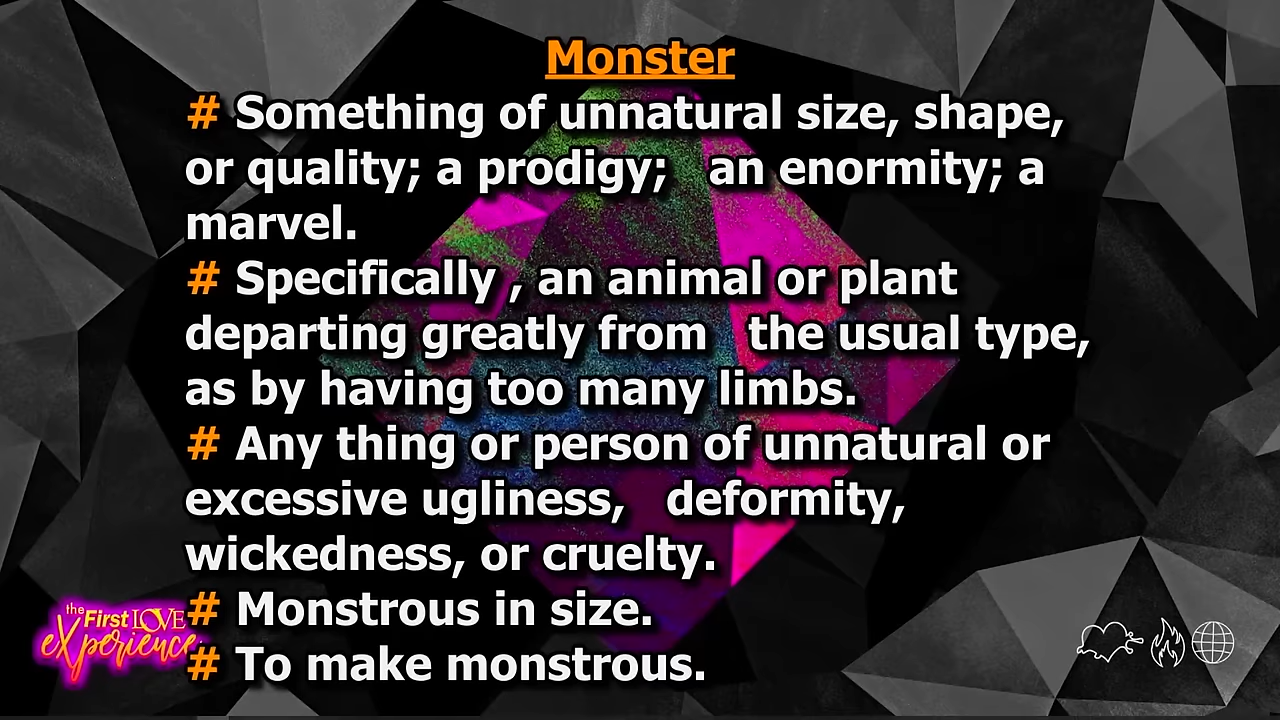 Monster
# Something of unnatural size, shape,
or quality; a prodigy;   an enormity; a
marvel.
# Specifically , an animal or plant
departing greatly from   the usual type,
as by having too many limbs.
# Any thing or person of unnatural or
excessive ugliness,   deformity,
wickedness, or cruelty.
# Monstrous in size.
# To make monstrous.
the First LOVE
eXperience